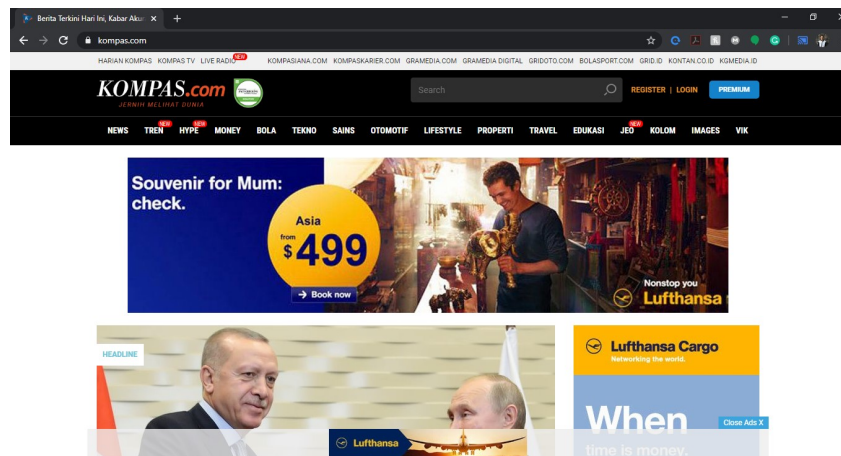 Berita Terkini Hari Ini, Kabar Aku
kompas.com
HARIAN KOMPAS KOMPAS TV LIVE RADIO NEW KOMPASIANA.COM KOMPASKARIER.COM GRAMEDIA.COM GRAMEDIA DIGITAL GRIDOTO.COM BOLASPORT.COM GRID.ID KONTAN.CO.ID KGMEDIA.ID
KOMPAS.com
JERNIH MELIHAT DUNIA
Search
REGISTER | LOGIN
PREMIUM
NEWS TREN NEW HYPE NEW MONEY BOLA TEKNO SAINS OTOMOTIF LIFESTYLE PROPERTI TRAVEL EDUKASI JEO NEW KOLOM IMAGES VIK
Souvenir for Mum:
check.
Asia
from
$499
→ Book now
Nonstop you
Lufthansa
HEADLINE
Lufthansa Cargo
Networking the world.
When
time is money,
Close Ads X
Lufthansa